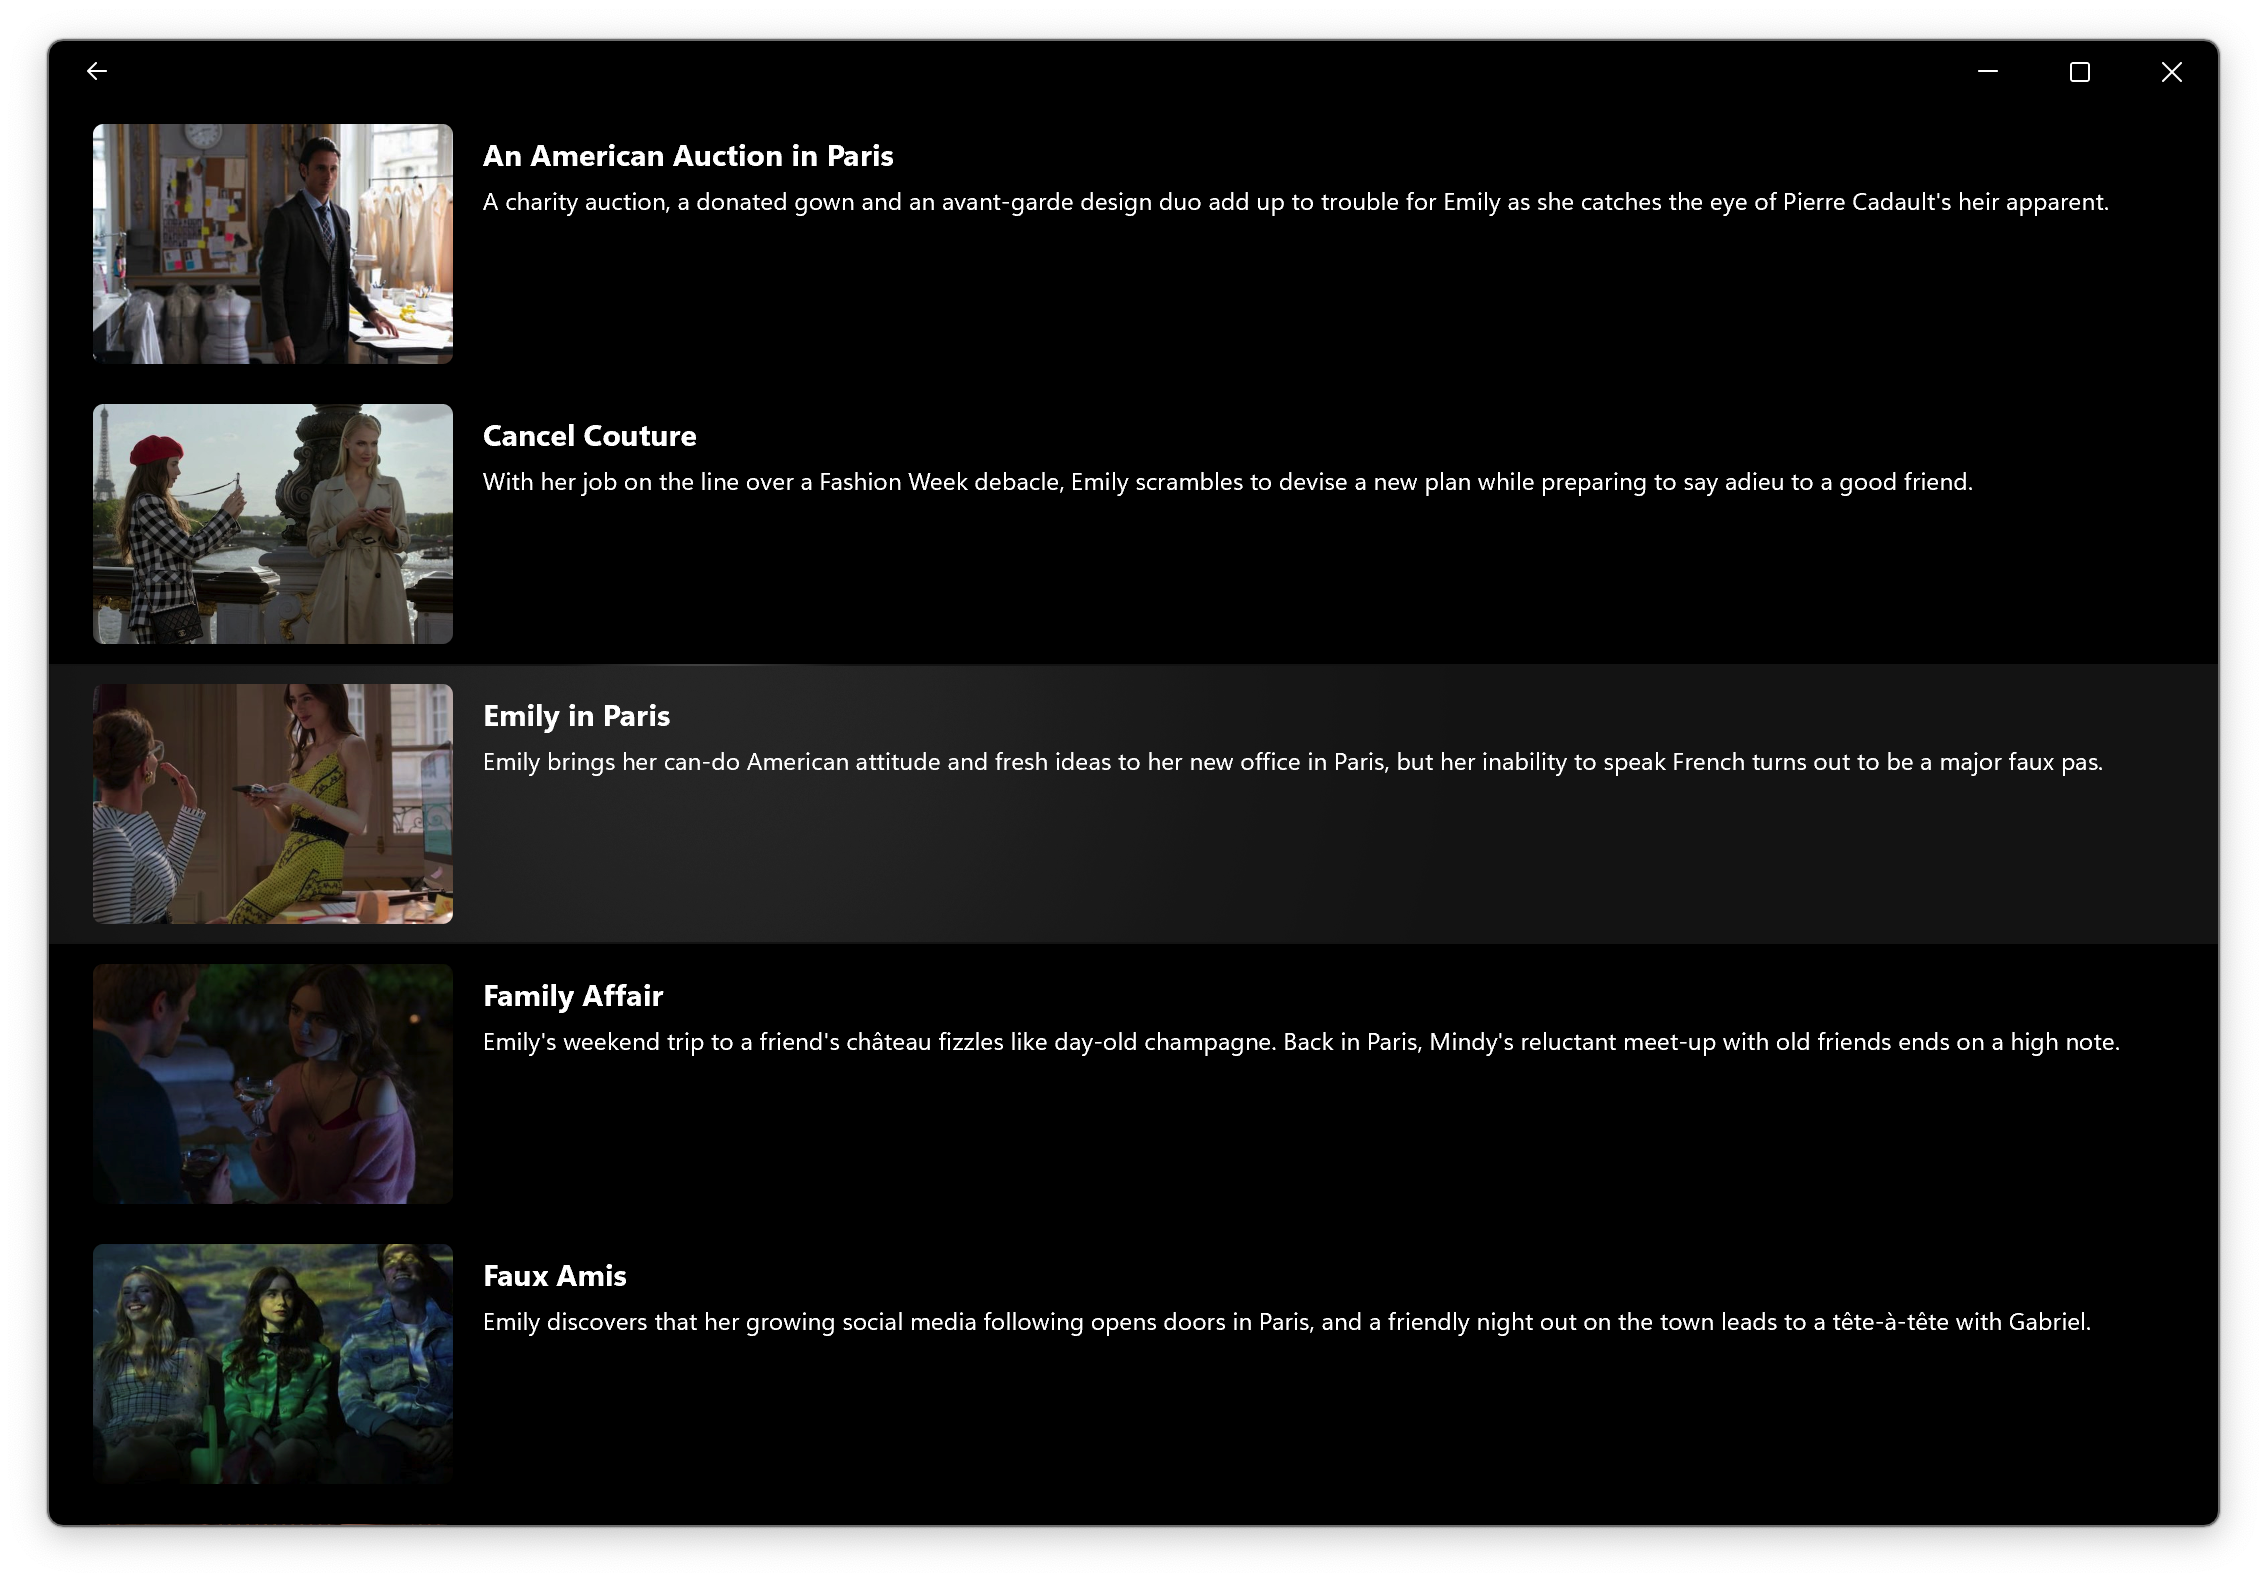 An American Auction in Paris
A charity auction, a donated gown and an avant-garde design duo add up to trouble for Emily as she catches the eye of Pierre Cadault's heir apparent.
Cancel Couture
With her job on the line over a Fashion Week debacle, Emily scrambles to devise a new plan while preparing to say adieu to a good friend.
Emily in Paris
Emily brings her can-do American attitude and fresh ideas to her new office in Paris, but her inability to speak French turns out to be a major faux pas.
Family Affair
Emily's weekend trip to a friend's château fizzles like day-old champagne. Back in Paris, Mindy's reluctant meet-up with old friends ends on a high note.
Faux Amis
Emily discovers that her growing social media following opens doors in Paris, and a friendly night out on the town leads to a tête-à-tête with Gabriel.